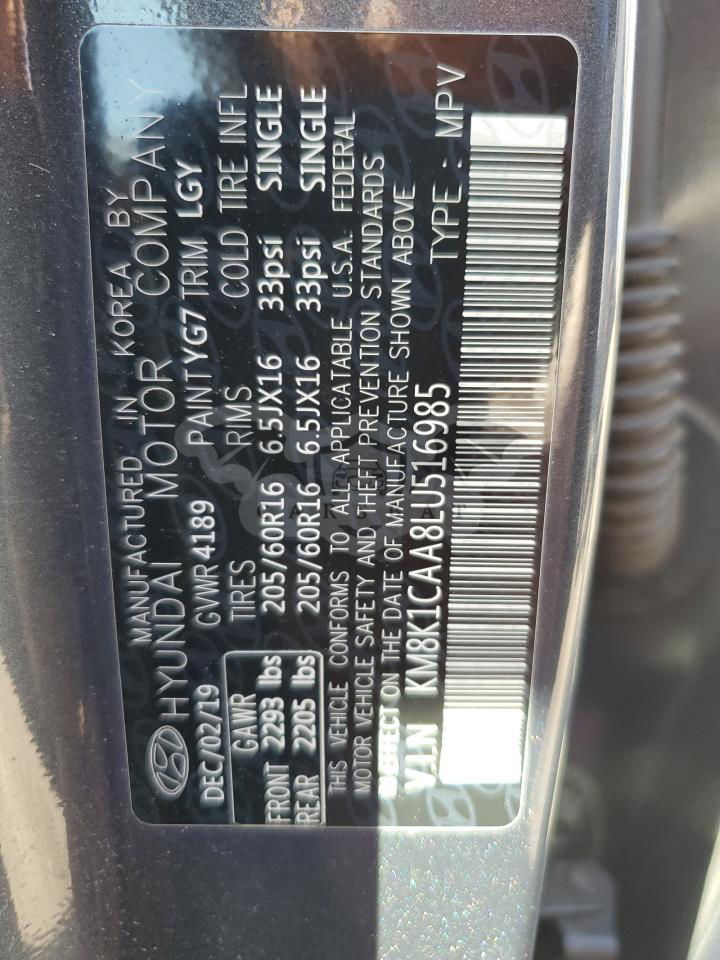 MANUFACTURED IN KOREA BY
HYUNDAI MOTOR COMPANY
DEC/02/19 GVWR 4189 PAINT YG7 TRIM LGY
GAWR TIRES RIMS COLD TIRE INFL
FRONT 2293 lbs 205/60R16 6.5JX16 33psi SINGLE
REAR 2205 lbs 205/60R16 6.5JX16 33psi SINGLE
THIS VEHICLE CONFORMS TO ALL APPLICATABLE U.S.A. FEDERAL
MOTOR VEHICLE SAFETY AND THEFT PREVENTION STANDARDS
IN EFFECT ON THE DATE OF MANUFACTURE SHOWN ABOVE
VIN KM8K1CAA8LU516985 TYPE : MPV